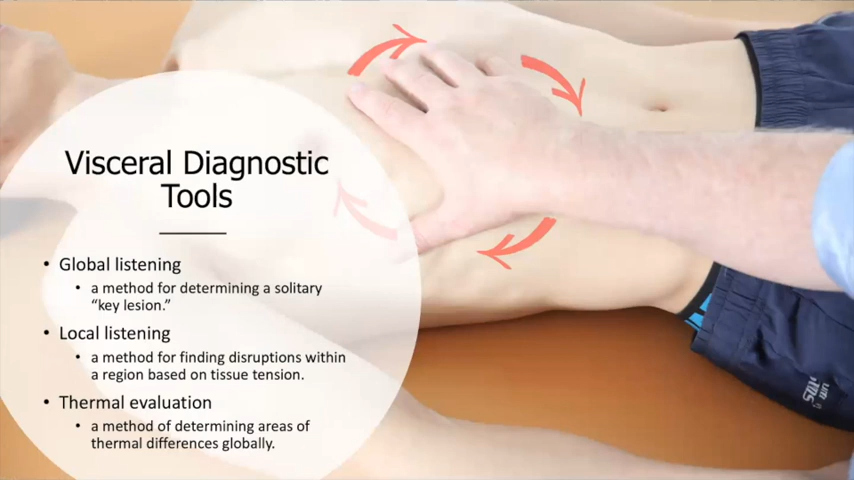 Visceral Diagnostic
Tools
• Global listening
• a method for determining a solitary
“key lesion.”
• Local listening
• a method for finding disruptions within
a region based on tissue tension.
• Thermal evaluation
• a method of determining areas of
thermal differences globally.